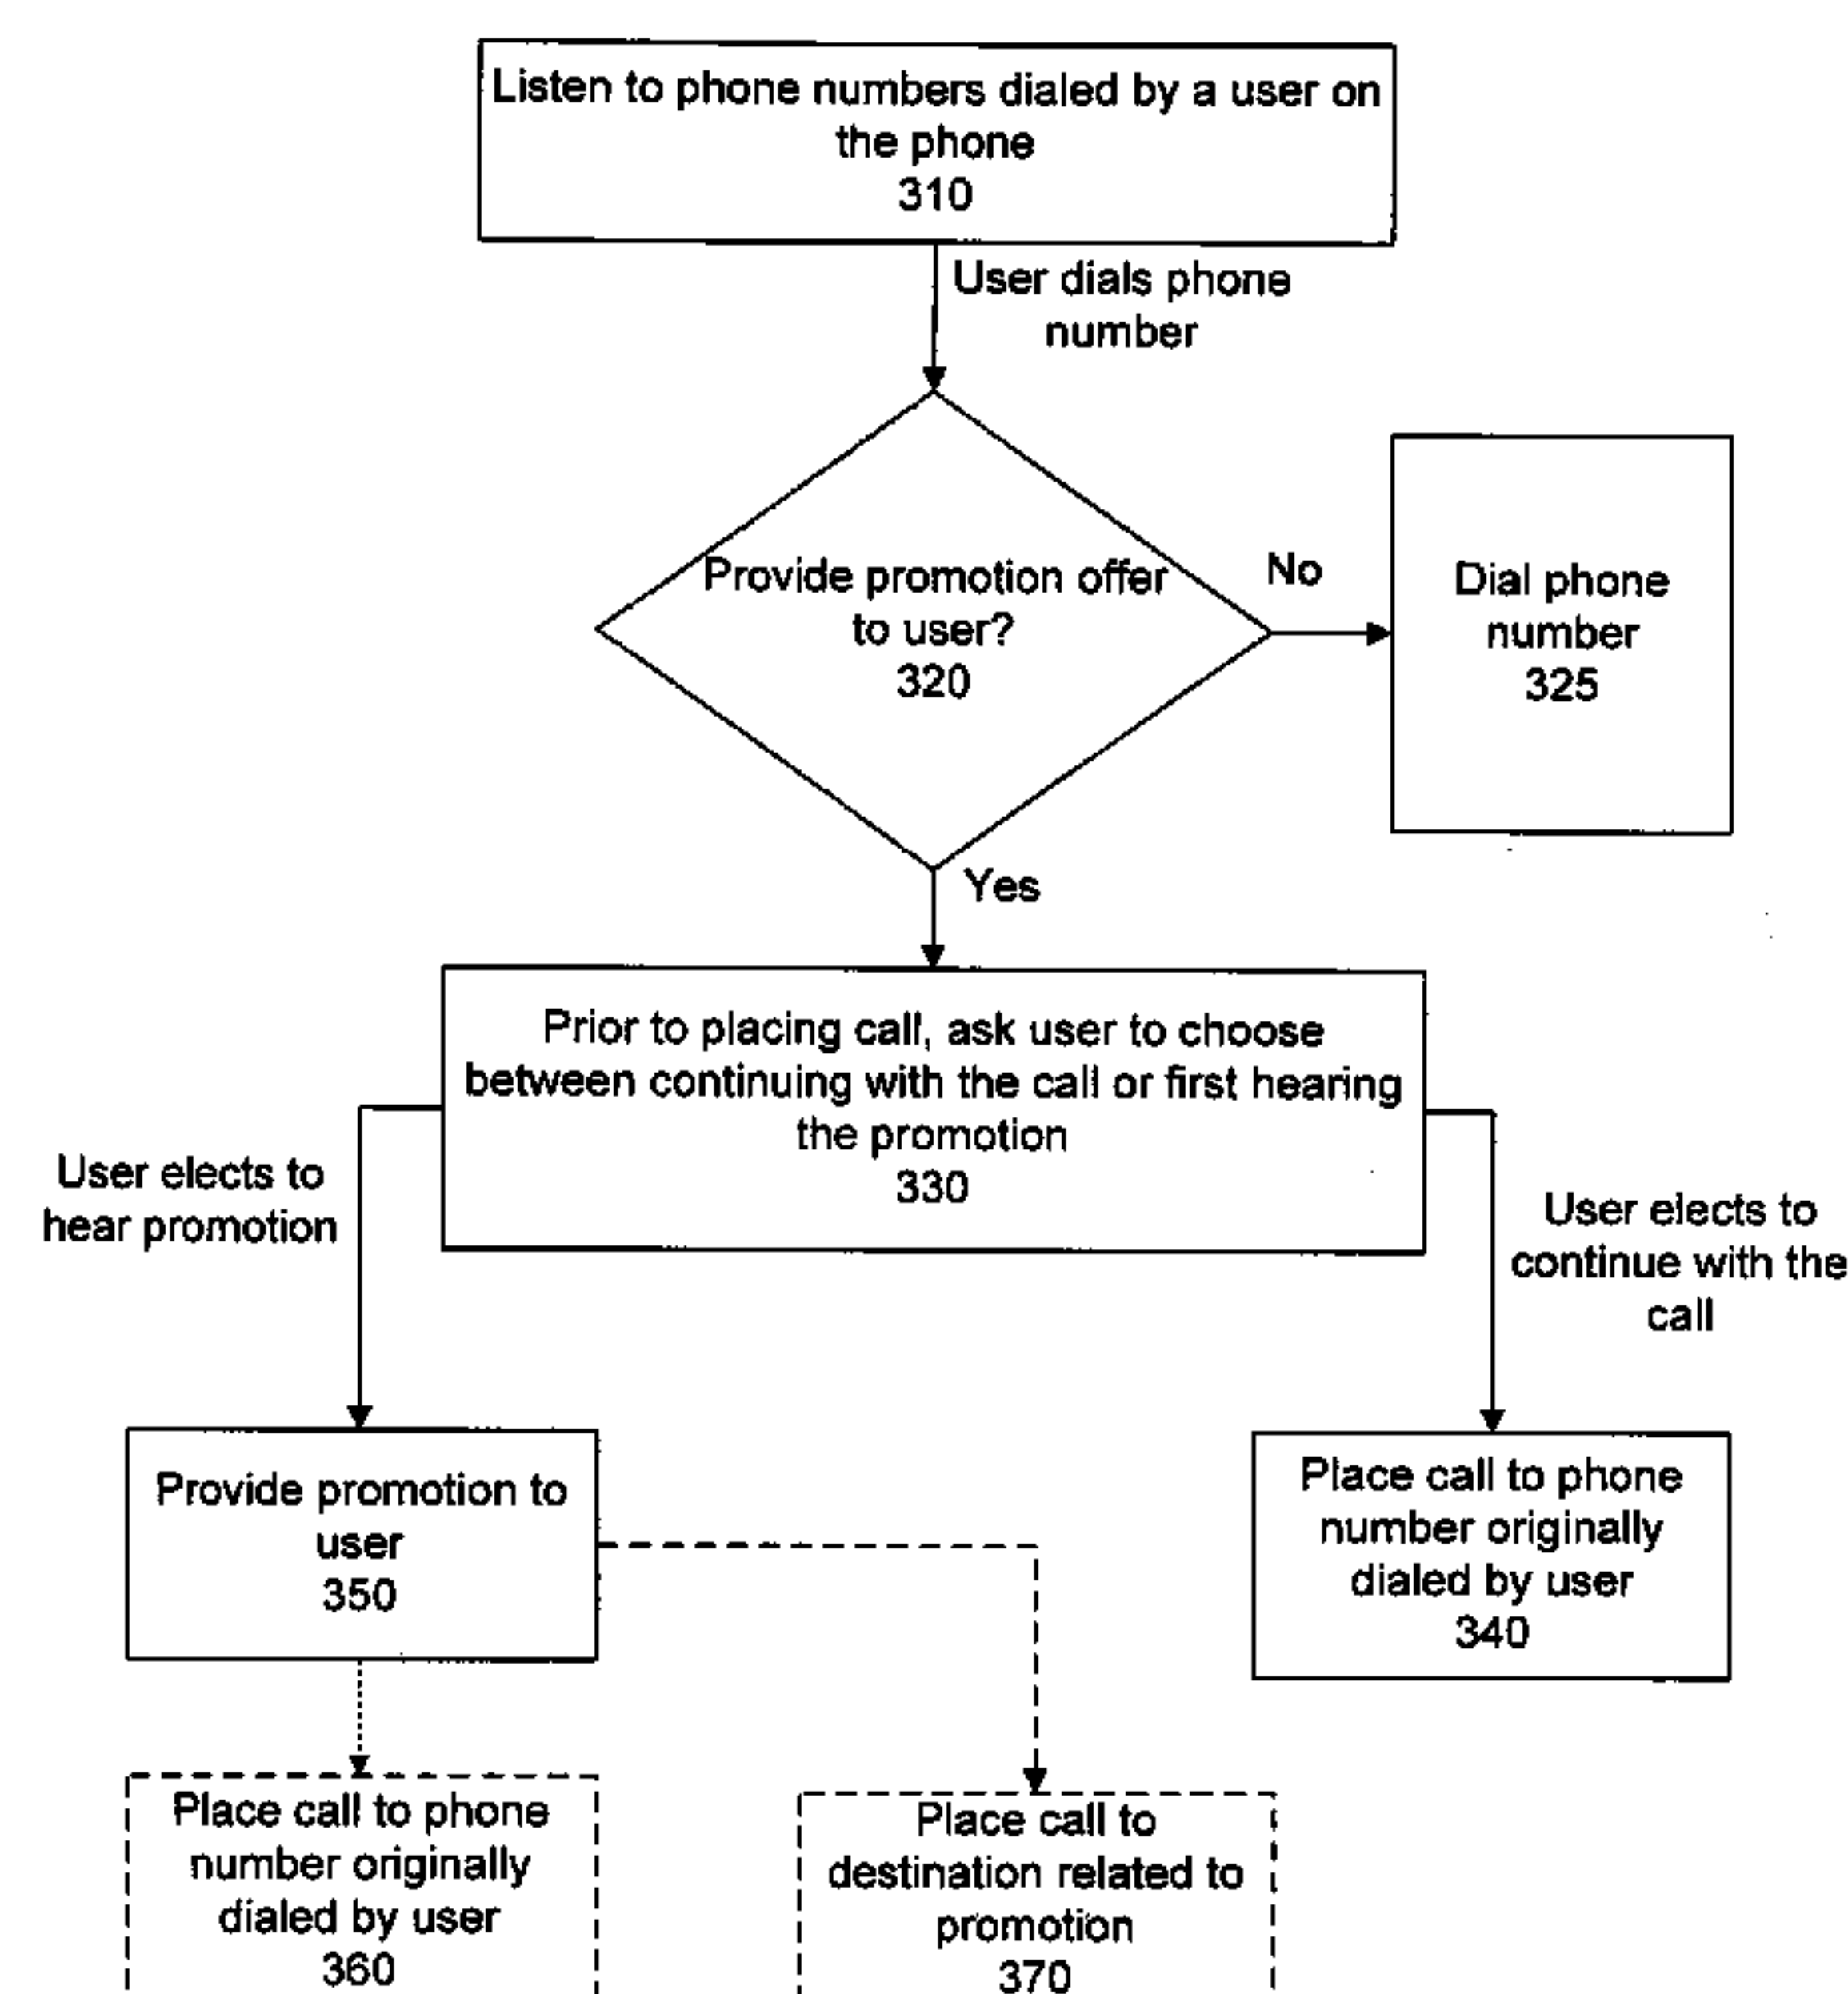 Listen to phone numbers dialed by a user on
the phone
310
User dials phone
number
Provide promotion offer
to user?
320
No
Dial phone
number
325
Yes
Prior to placing call, ask user to choose
between continuing with the call or first hearing
the promotion
330
User elects to
hear promotion
User elects to
continue with the
call
Provide promotion to
user
350
Place call to phone
number originally
dialed by user
340
Place call to phone
number originally
dialed by user
360
Place call to
destination related to
promotion
370